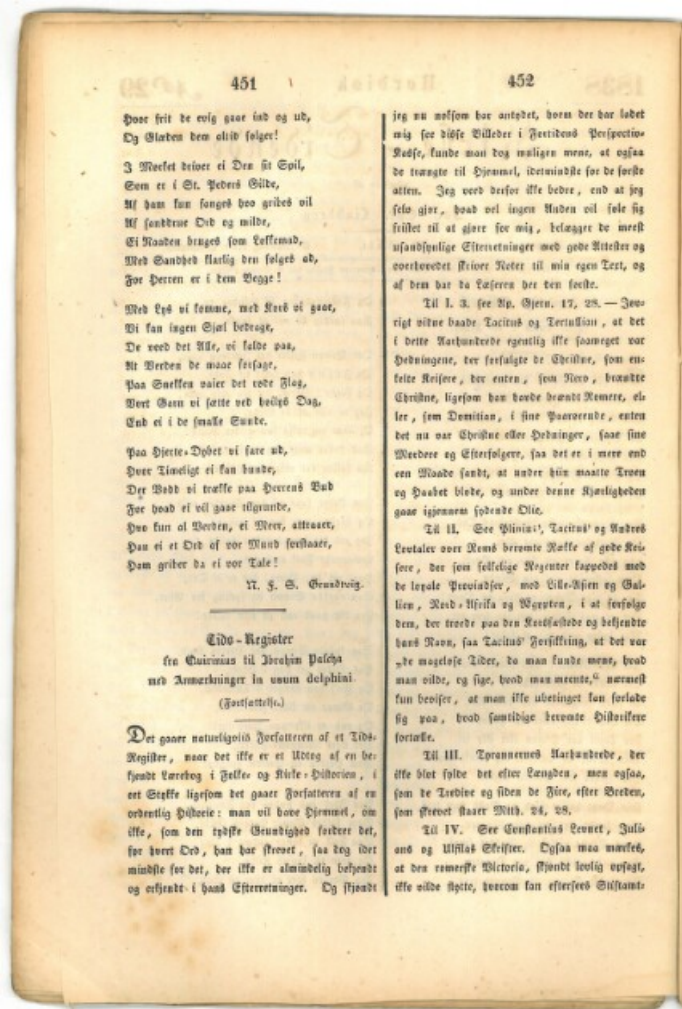 451
Hvor frit de evig gaae ind og ud,
Og Glæden dem altid følger!
I Mørket driver ei Den sit Spil,
Som er i St. Peders Gilde,
Af ham kun fanges hvo gribes vil
Af sanddrue Ord og milde,
Ei Naaden bruges som Lokkemad,
Med Sandhed klarlig den følges ad,
For Herren er i dem Begge!
Med Lys vi komme, med Kors vi gaae,
Vi kan ingen Sjæl bedrage,
De veed det Alle, vi kalde paa,
At Verden de maae forsage,
Paa Snekken vaier det røde Flag,
Vort Garn vi sætte ved høilys Dag,
End ei i de smalle Sunde.
Paa Hjerte-Dybet vi fare ud,
Hvor Timeligt ei kan bunde,
Der Vodd vi trække paa Herrens Bud
For hvad ei vil gaae tilgrunde,
Hvo kun al Verden, ei Meer, attraaer,
Han ei et Ord af vor Mund forstaaer,
Ham griber da ei vor Tale!
N. F. S. Grundtvig.
Tids-Register
fra Quirinius til Ibrahim Pascha
med Anmærkninger in usum delphini
(Fortsættelse.)
Det gaaer naturligviis Forfatteren af et Tids-
Register, naar det ikke er et Udtog af en be-
kjendt Lærebog i Folke- og Kirke-Historien, i
eet Stykke ligesom det gaaer Forfatteren af en
ordentlig Historie: man vil have Hjemmel, om
ikke, som den tydske Grundighed fordrer det,
for hvert Ord, han har skrevet, saa dog idet
mindste for det, der ikke er almindelig bekjendt
og erkjendt i hans Efterretninger. Og skjøndt
452
jeg nu noksom har antydet, hvem der har ladet
mig see disse Billeder i Fortidens Perspectiv-
Kasse, kunde man dog muligen mene, at ogsaa
de trængte til Hjemmel, idetmindste for de første
atten. Jeg veed derfor ikke bedre, end at jeg
selv gjør, hvad vel ingen Anden vil føle sig
fristet til at gjøre for mig, belægger de meest
usandsynlige Efterretninger med gode Attester og
overhovedet skriver Noter til min egen Text, og
af dem har da Læseren her den første.
Til I. 3. see Ap. Gjern. 17, 28. — Jøv-
rigt vidne baade Tacitus og Tertullian, at det
i dette Aarhundrede egentlig ikke saameget var
Hedningene, der forfulgte de Christne, som en-
kelte Keisere, der enten, som Nero, brændte
Christne, ligesom han havde brændt Romere, el-
ler, som Domitian, i sine Paarørende, enten
det nu var Christne eller Hedninger, saae sine
Mordere og Efterfølgere, saa det er i mere end
een Maade sandt, at under hiin maatte Troen
og Haabet bløde, og under denne Kjærligheden
gaae igjennem sydende Olie.
Til II. See Plinius', Tacitus' og Andres
Lovtaler over Roms berømte Række af gode Kei-
sere, der som folkelige Regenter kappedes med
de loyale Provindser, med Lille-Asien og Gal-
lien, Nord-Afrika og Ægypten, i at forfølge
dem, der troede paa den Korsfæstede og bekjendte
hans Navn, saa Tacitus' Forsikkring, at det var
„de mageløse Tider, da man kunde mene, hvad
man vilde, og sige, hvad man meente,“ nærmest
kun beviser, at man ikke ubetinget kan forlade
sig paa, hvad samtidige berømte Historikere
fortælle.
Til III. Tyrannernes Aarhundrede, der
ikke blot fyldte det efter Længden, men ogsaa,
som de Tredive og siden de Fire, efter Breden,
som skrevet staaer Mtth. 24, 28.
Til IV. See Constantius Levnet, Juli-
ans og Ulfilas Skrifter. Ogsaa maa mærkes,
at den romerske Victoria, skjøndt lovlig opsagt,
ikke vilde flytte, hvorom kan eftersees Stiftamt-